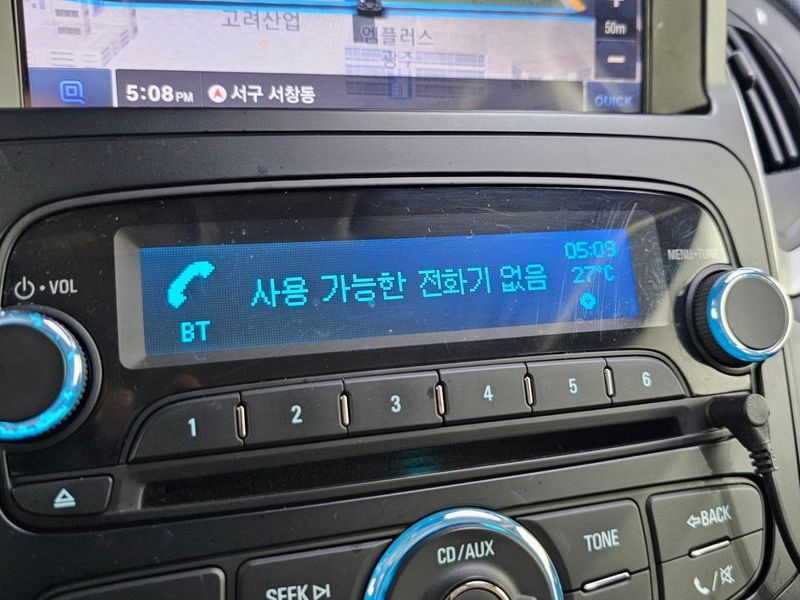 고려산업
엠플러스
광주
50m
5:08PM
서구 서창동
QUICK
VOL
MENU-TUNE
05:09
사용 가능한 전화기 없음
27°C
BT
1
2
3
4
5
6
CD/AUX
TONE
BACK
SEEK